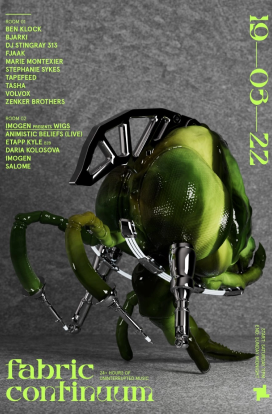 ROOM 01
BEN KLOCK
BJARKI
DJ STINGRAY 313
FJAAK
MARIE MONTEXIER
STEPHANIE SYKES
TAPEFEED
TASHA
VOLVOX
ZENKER BROTHERS
ROOM 02
IMOGEN PRESENTS WIGS
ANIMISTIC BELIEFS (LIVE)
ETAPP KYLE
DARIA KOLOSOVA
IMOGEN
SALOME
19—03—22
fabric
continuum
24+ HOURS OF
UNINTERRUPTED MUSIC